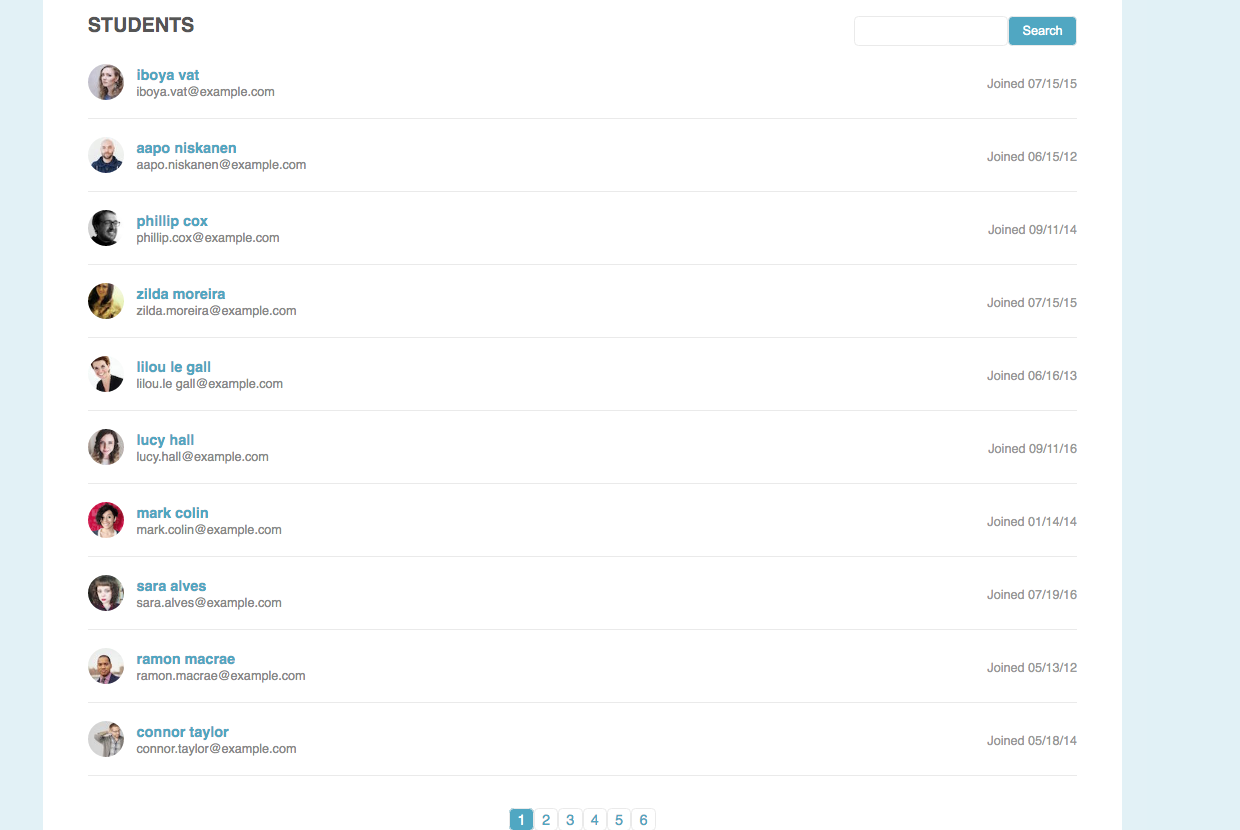 STUDENTS
Search
iboya vat
iboya.vat@example.com
Joined 07/15/15
aapo niskanen
aapo.niskanen@example.com
Joined 06/15/12
phillip cox
phillip.cox@example.com
Joined 09/11/14
zilda moreira
zilda.moreira@example.com
Joined 07/15/15
lilou le gall
lilou.le gall@example.com
Joined 06/16/13
lucy hall
lucy.hall@example.com
Joined 09/11/16
mark colin
mark.colin@example.com
Joined 01/14/14
sara alves
sara.alves@example.com
Joined 07/19/16
ramon macrae
ramon.macrae@example.com
Joined 05/13/12
connor taylor
connor.taylor@example.com
Joined 05/18/14
1 2 3 4 5 6